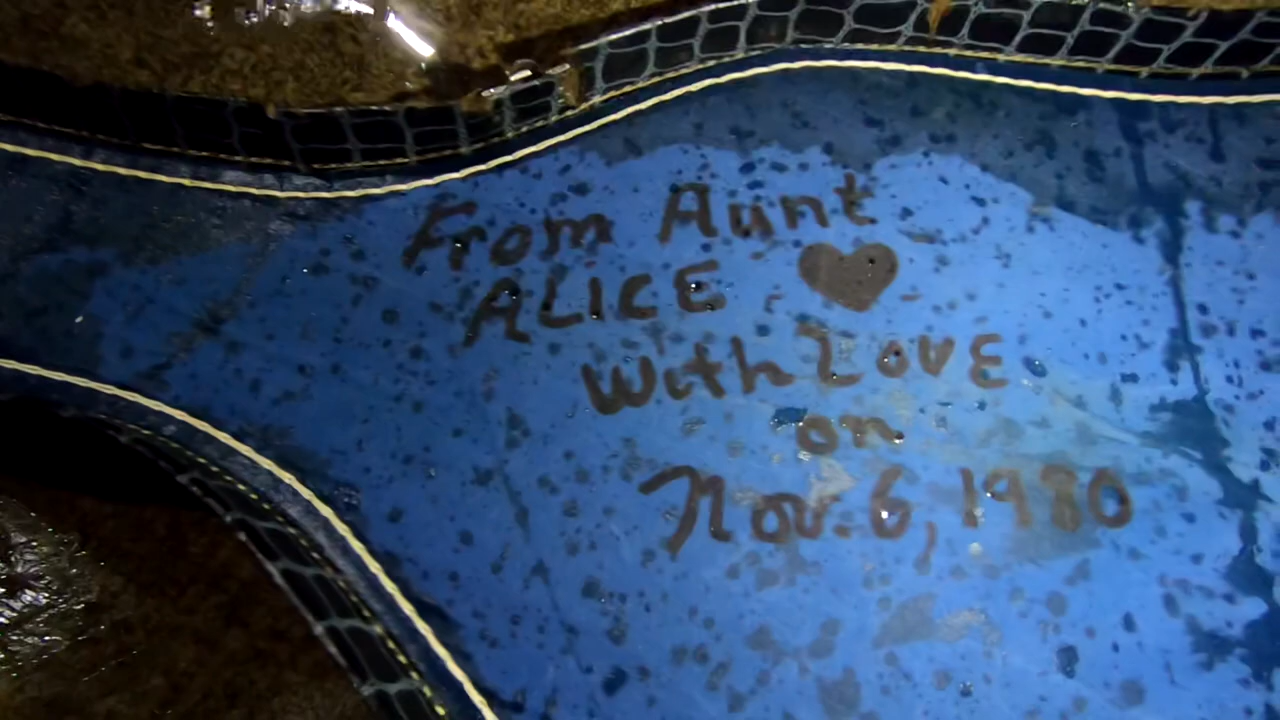 From Aunt
ALICE ♥
With Love
on
Nov. 6, 1980